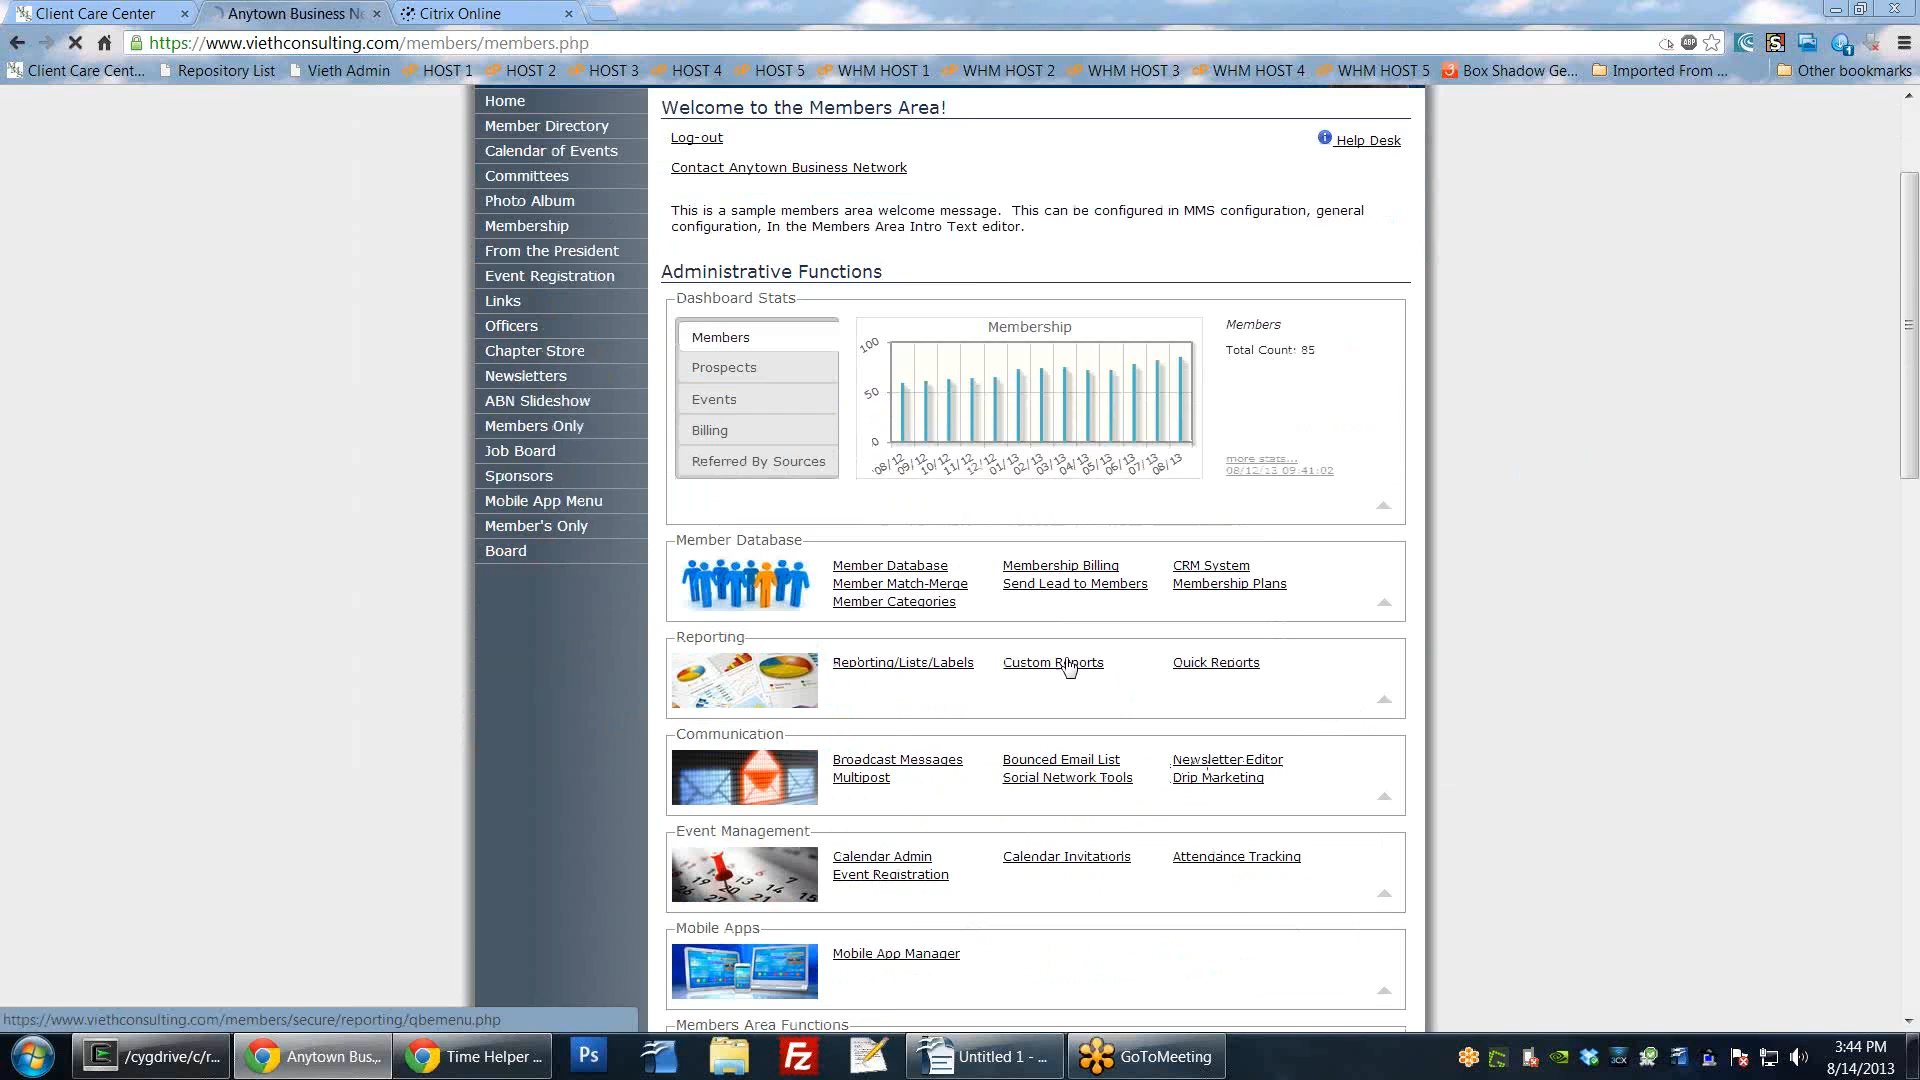 Client Care Center
Anytown Business Ne
Citrix Online
https://www.viethconsulting.com/members/members.php
Client Care Cent...
Repository List
Vieth Admin
HOST 1
HOST 2
HOST 3
HOST 4
HOST 5
WHM HOST 1
WHM HOST 2
WHM HOST 3
WHM HOST 4
WHM HOST 5
Box Shadow Ge...
Imported From ...
Other bookmarks
Home
Member Directory
Calendar of Events
Committees
Photo Album
Membership
From the President
Event Registration
Links
Officers
Chapter Store
Newsletters
ABN Slideshow
Members Only
Job Board
Sponsors
Mobile App Menu
Member's Only
Board
Welcome to the Members Area!
Log-out
Help Desk
Contact Anytown Business Network
This is a sample members area welcome message. This can be configured in MMS configuration, general
configuration, In the Members Area Intro Text editor.
Administrative Functions
Dashboard Stats
Members
Prospects
Events
Billing
Referred By Sources
Membership
100
50
0
08/12
09/12
10/12
11/12
12/12
01/13
02/13
03/13
04/13
05/13
06/13
07/13
08/13
Members
Total Count: 85
more stats...
08/12/13 09:41:02
Member Database
Member Database
Membership Billing
CRM System
Member Match-Merge
Send Lead to Members
Membership Plans
Member Categories
Reporting
Reporting/Lists/Labels
Custom Reports
Quick Reports
Communication
Broadcast Messages
Bounced Email List
Newsletter Editor
Multipost
Social Network Tools
Drip Marketing
Event Management
Calendar Admin
Calendar Invitations
Attendance Tracking
Event Registration
Mobile Apps
Mobile App Manager
Members Area Functions
https://www.viethconsulting.com/members/secure/reporting/qbemenu.php
/cygdrive/c/r...
Anytown Bus...
Time Helper ...
Ps
Fz
Untitled 1 - ...
GoToMeeting
3:44 PM
8/14/2013